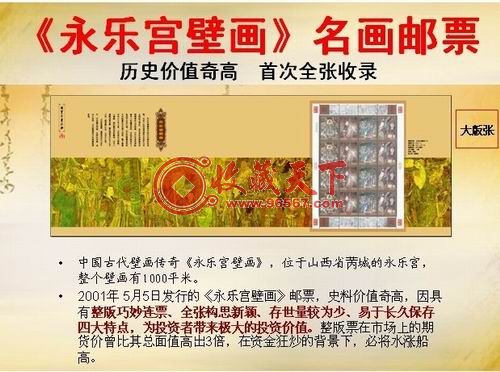 《永乐宫壁画》名画邮票
历史价值奇高 首次全张收录
大版张
收藏天下
www.96567.com
• 中国古代壁画传奇《永乐宫壁画》，位于山西省芮城的永乐宫，
整个壁画有1000平米。
• 2001年5月5日发行的《永乐宫壁画》邮票，史料价值奇高，因具
有整版巧妙连票、全张构思新颖、存世量较为少、易于长久保存
四大特点，为投资者带来极大的投资价值。整版票在市场上的期
货价曾比其总面值高出3倍，在资金狂炒的背景下，必将水涨船
高。